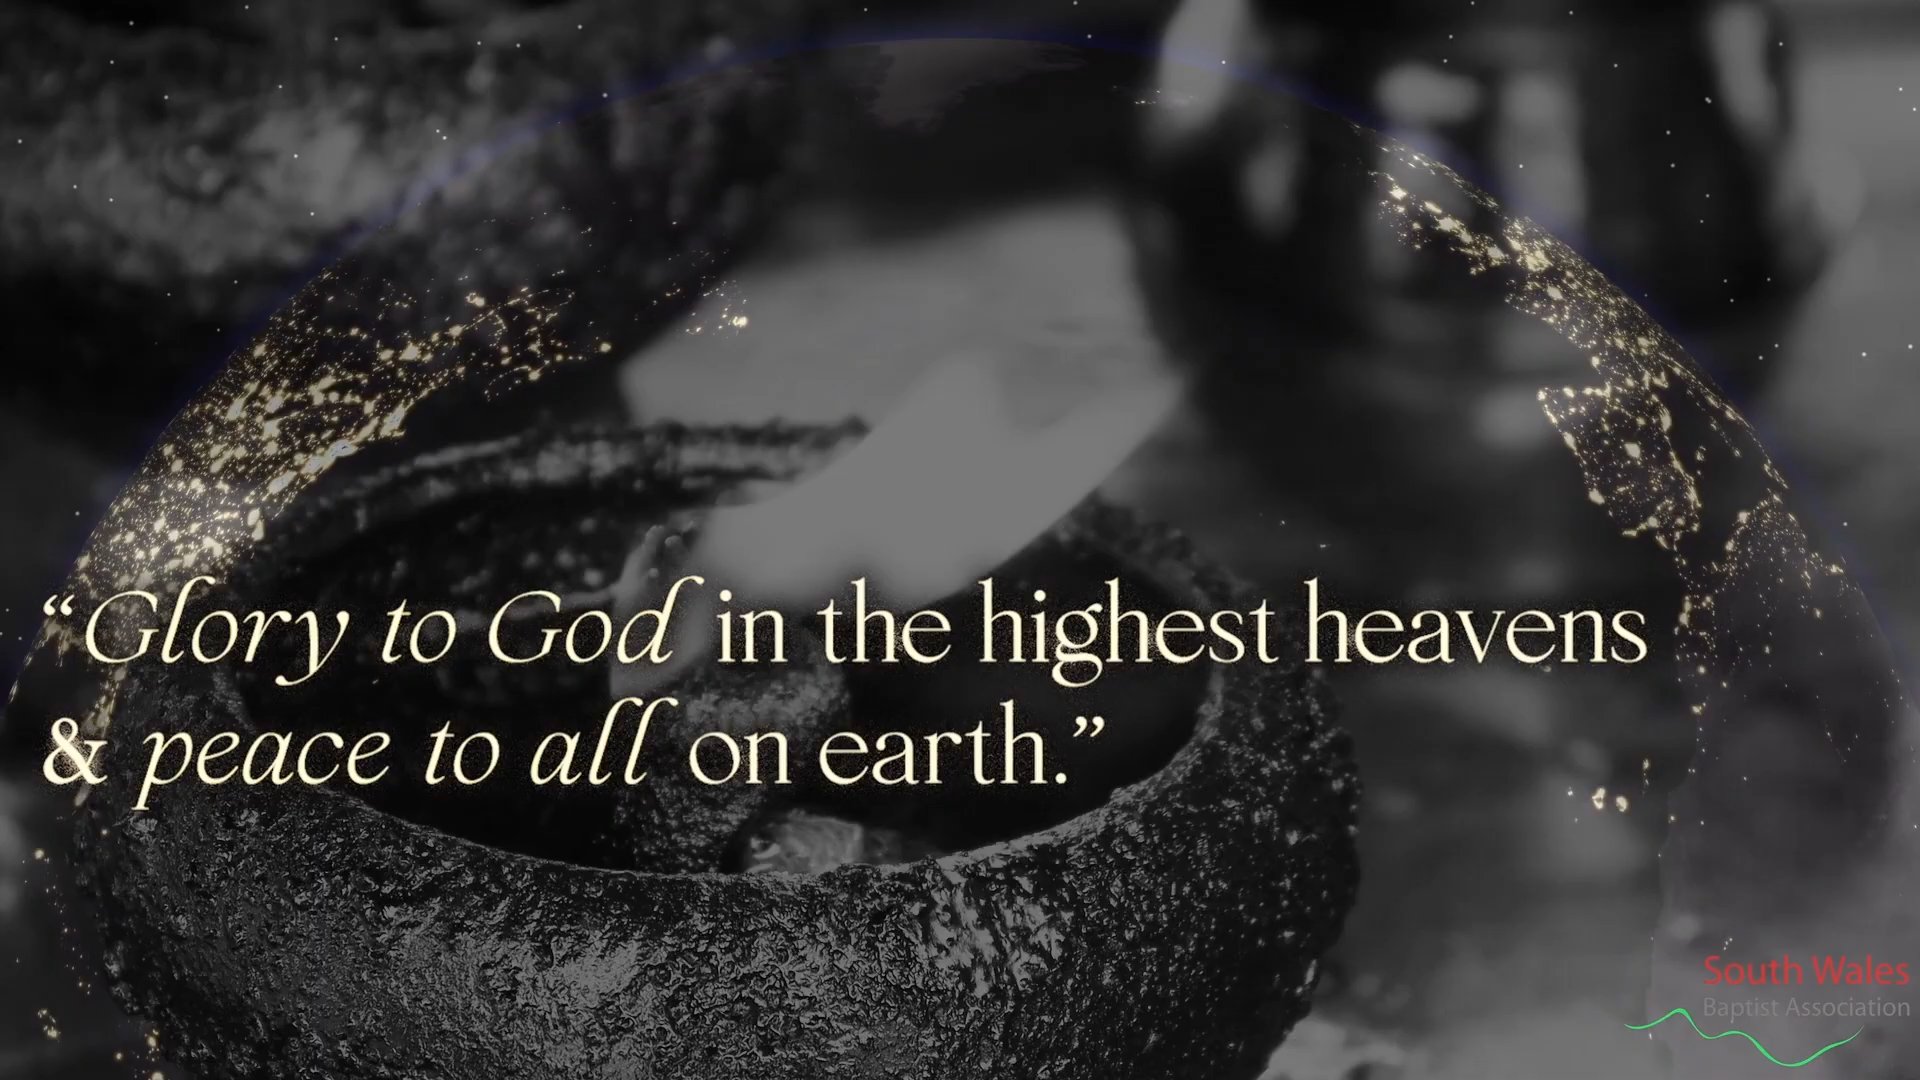 “Glory to God in the highest heavens
& peace to all on earth.”
South Wales
Baptist Association